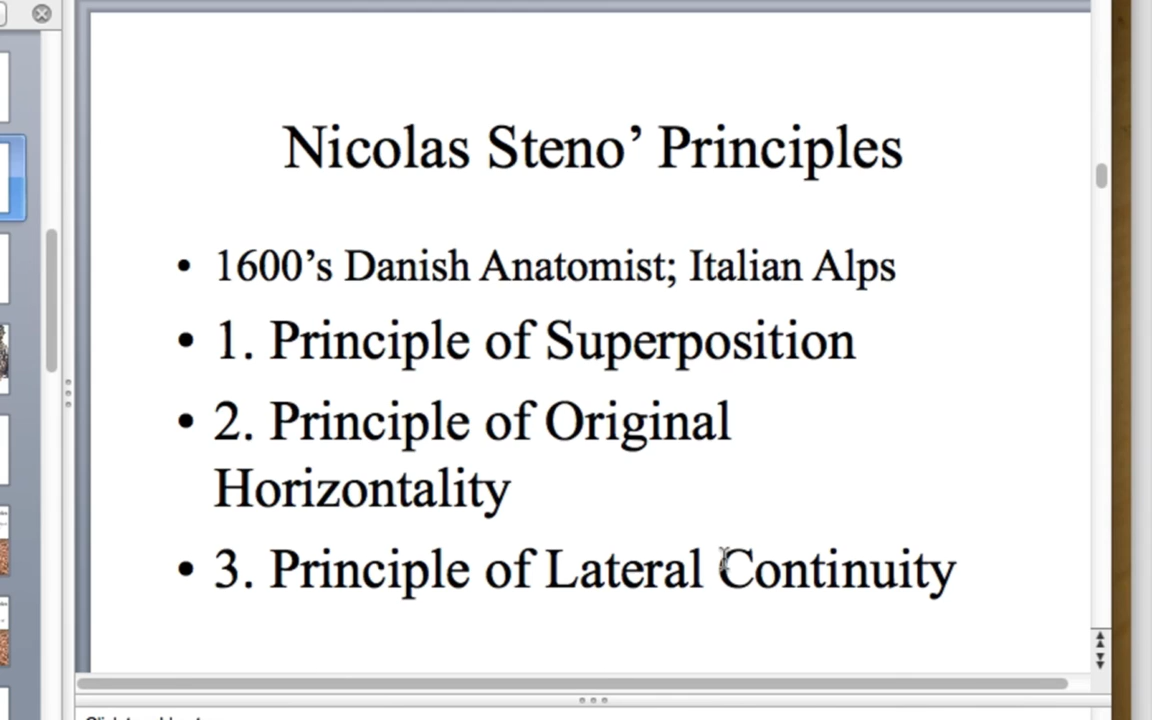 Nicolas Steno’ Principles
• 1600’s Danish Anatomist; Italian Alps
• 1. Principle of Superposition
• 2. Principle of Original
Horizontality
• 3. Principle of Lateral Continuity